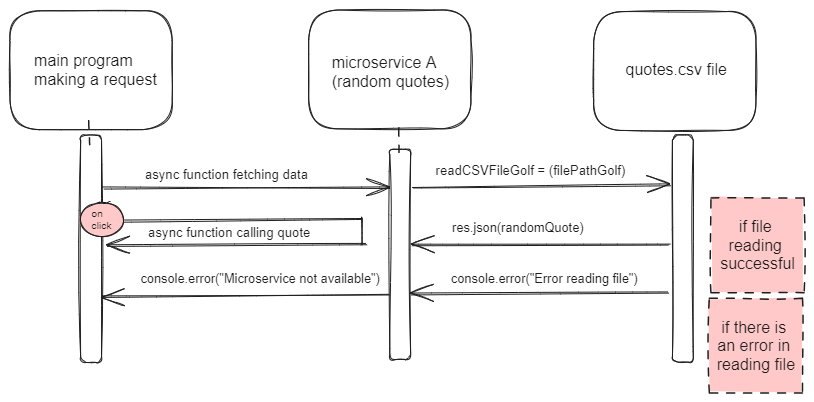 main program
making a request
microservice A
(random quotes)
quotes.csv file
async function fetching data
readCSVFileGolf = (filePathGolf)
on
click
async function calling quote
res.json(randomQuote)
if file
reading
successful
console.error("Microservice not available")
console.error("Error reading file")
if there is
an error in
reading file